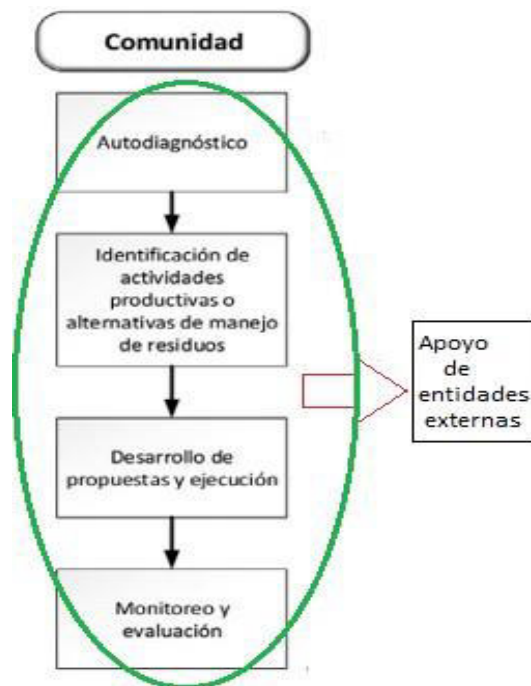 Comunidad
Autodiagnóstico
Identificación de
actividades
productivas o
alternativas de manejo
de residuos
Apoyo
de
entidades
externas
Desarrollo de
propuestas y ejecución
Monitoreo y
evaluación